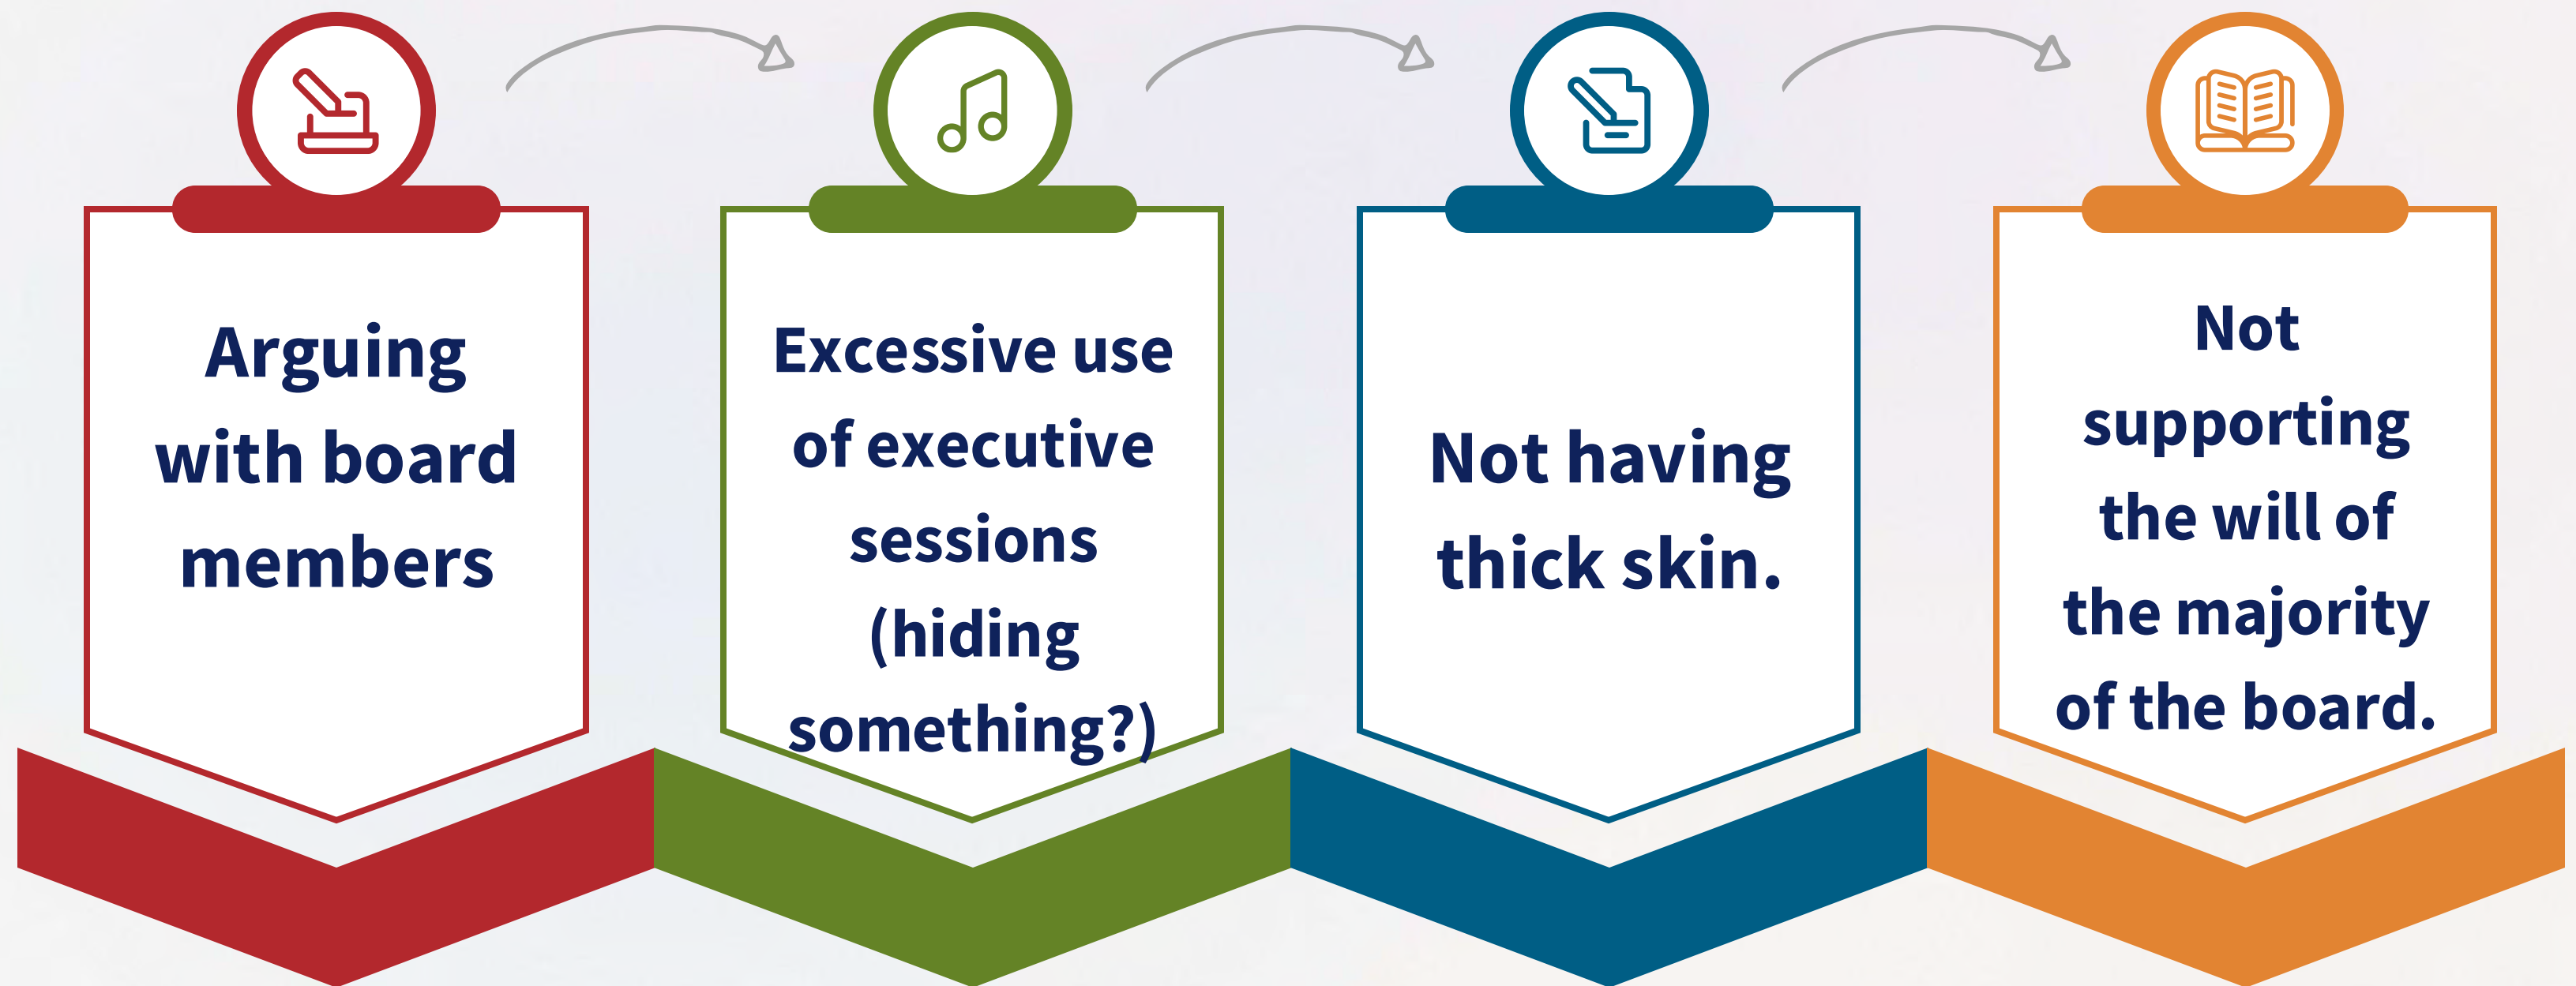 Arguing
with board
members
Excessive use
of executive
sessions
(hiding
something?)
Not having
thick skin.
Not
supporting
the will of
the majority
of the board.